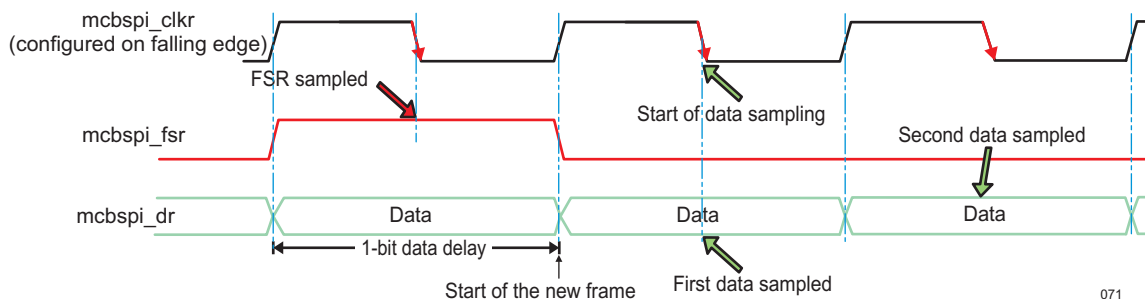 mcbspi_clkr
(configured on falling edge)
FSR sampled
Start of data sampling
mcbspi_fsr
Second data sampled
mcbspi_dr
Data
Data
Data
1-bit data delay
First data sampled
Start of the new frame
071